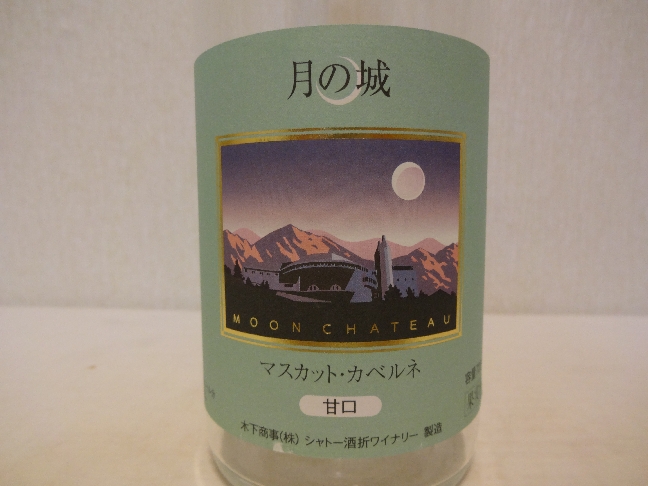 月の城
MOON CHATEAU
マスカット・カベルネ
甘口
木下商事(株) シャトー酒折ワイナリー 製造